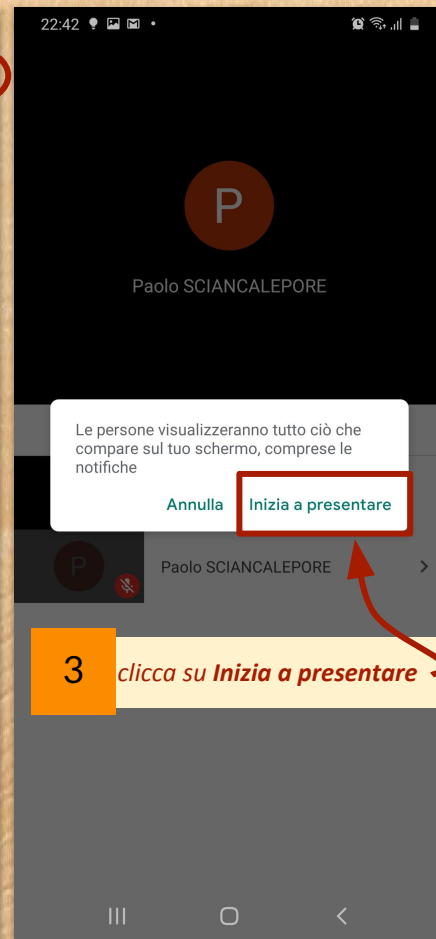 22:42
P
Paolo SCIANCALEPORE
Le persone visualizzeranno tutto ciò che
compare sul tuo schermo, comprese le
notifiche
Annulla Inizia a presentare
P
Paolo SCIANCALEPORE
3 clicca su Inizia a presentare